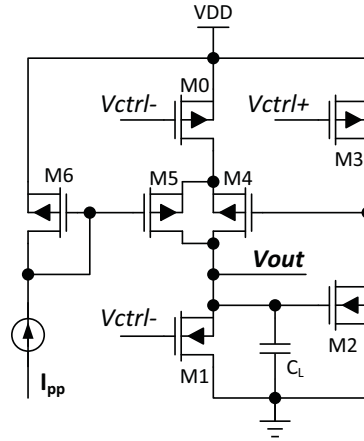 VDD
M0
Vctrl-
Vctrl+
M3
M6
M5
M4
Vout
Vctrl-
M2
Ipp
M1
CL